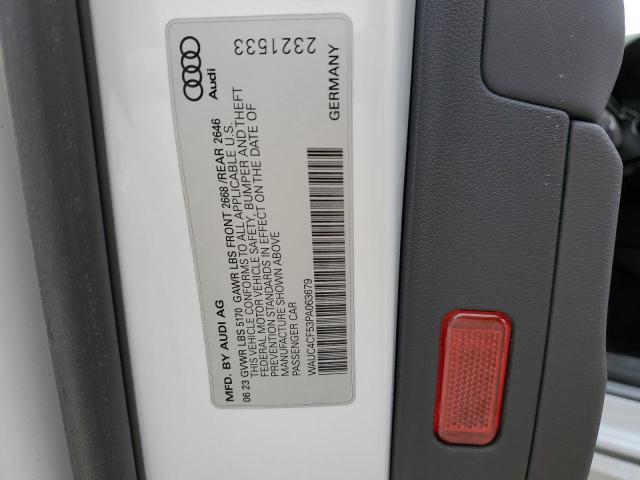 Audi
2321533
MFD. BY AUDI AG
GERMANY
06 23 GVWR LBS 5170 GAWR LBS FRONT 2668 /REAR 2646
THIS VEHICLE CONFORMS TO ALL APPLICABLE U.S.
FEDERAL MOTOR VEHICLE SAFETY, BUMPER AND THEFT
PREVENTION STANDARDS IN EFFECT ON THE DATE OF
MANUFACTURE SHOWN ABOVE
PASSENGER CAR
WAUC4CF53PA063679